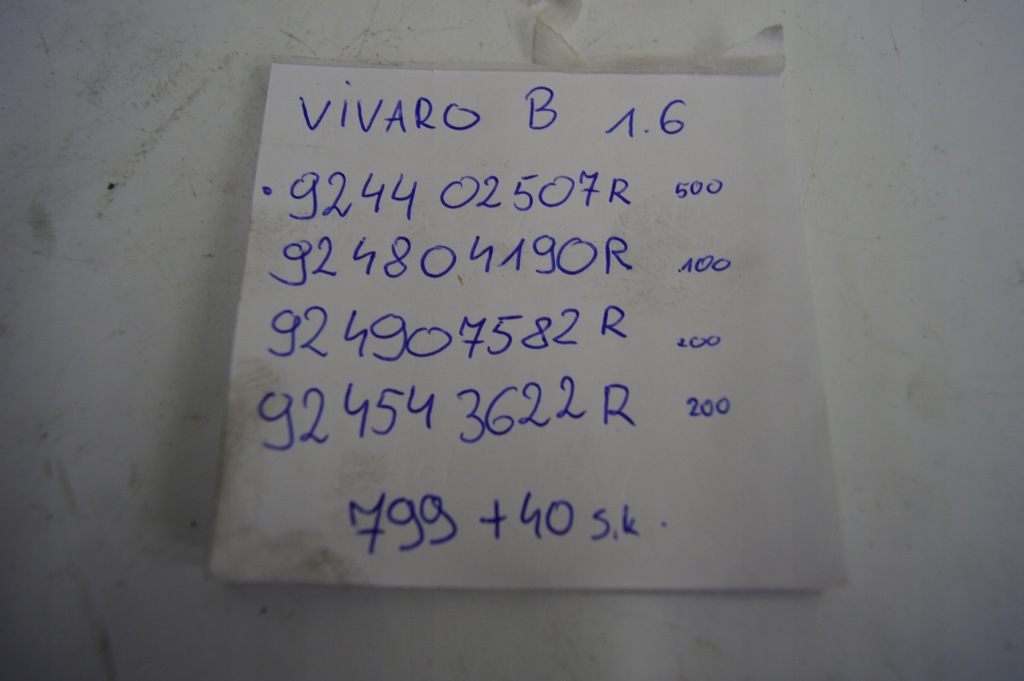 ViVARO B 1.6
. 924402507R 500
924804190R 100
924907582R 200
924543622R 200
799 + 40 s.k.